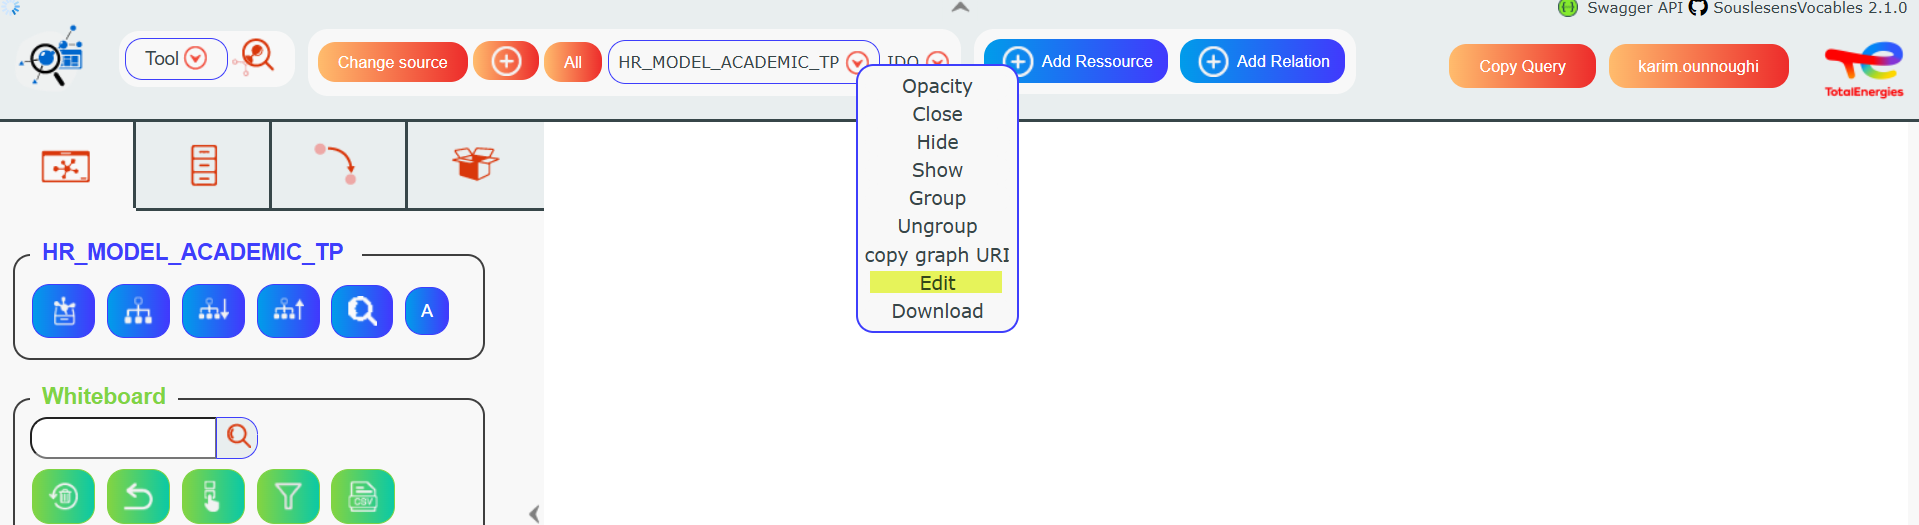 Swagger API SouslesensVocables 2.1.0
Tool
Change source
All
HR_MODEL_ACADEMIC_TP
IDO
Add Ressource
Add Relation
Copy Query
karim.ounnoughi
TotalEnergies
Opacity
Close
Hide
Show
Group
Ungroup
copy graph URI
Edit
Download
HR_MODEL_ACADEMIC_TP
A
Whiteboard
CSV